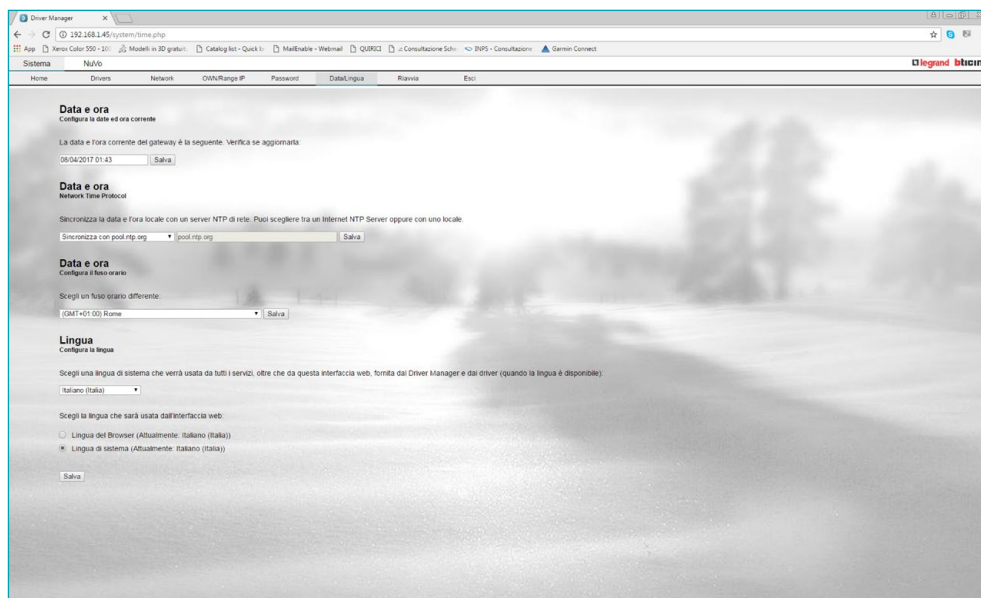 Driver Manager
192.168.1.45/system/time.php
App Xerox Color 550 - 10: Modelli in 3D gratuit. Catalog list - Quick b MailEnable - Webmail QUIRICI :: Consultazione Sche INPS - Consultazione Garmin Connect
Sistema NuVo legrand bticin
Home Drivers Network OWN/Range IP Password Data/Lingua Riavvia Esci
Data e ora
Configura la date ed ora corrente
La data e l'ora corrente del gateway è la seguente. Verifica se aggiornarla:
08/04/2017 01:43 Salva
Data e ora
Network Time Protocol
Sincronizza la data e l'ora locale con un server NTP di rete. Puoi scegliere tra un Internet NTP Server oppure con uno locale.
Sincronizza con pool.ntp.org pool.ntp.org Salva
Data e ora
Configura il fuso orario
Scegli un fuso orario differente:
(GMT+01:00) Rome Salva
Lingua
Configura la lingua
Scegli una lingua di sistema che verrà usata da tutti i servizi, oltre che da questa interfaccia web, fornita dal Driver Manager e dai driver (quando la lingua è disponibile):
Italiano (Italia)
Scegli la lingua che sarà usata dall'interfaccia web:
Lingua del Browser (Attualmente: Italiano (Italia))
Lingua di sistema (Attualmente: Italiano (Italia))
Salva